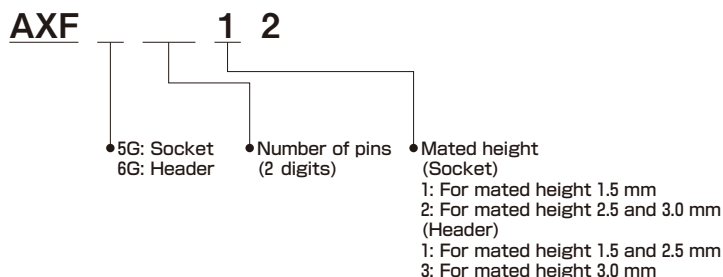 AXF 1 2
5G: Socket
6G: Header
Number of pins
(2 digits)
Mated height
(Socket)
1: For mated height 1.5 mm
2: For mated height 2.5 and 3.0 mm
(Header)
1: For mated height 1.5 and 2.5 mm
3: For mated height 3.0 mm